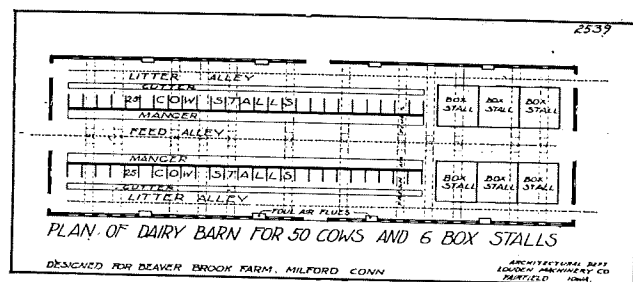 2539
LITTER ALLEY
GUTTER
25 COW STALLS
MANGER
FEED ALLEY
MANGER
25 COW STALLS
GUTTER
LITTER ALLEY
BOX STALL
BOX STALL
BOX STALL
BOX STALL
BOX STALL
BOX STALL
FOUL AIR FLUES
PLAN OF DAIRY BARN FOR 50 COWS AND 6 BOX STALLS
DESIGNED FOR BEAVER BROOK FARM, MILFORD CONN
ARCHITECTURAL DEPT
LOUDEN MACHINERY CO
FAIRFIELD IOWA.